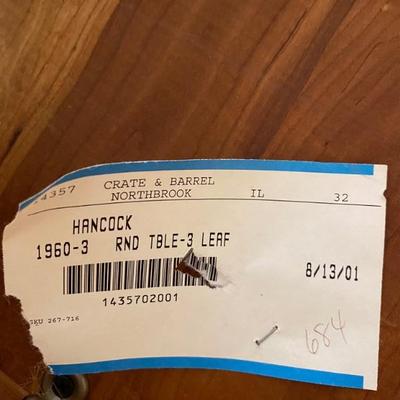 14357 CRATE & BARREL
NORTHBROOK IL 32
HANCOCK
1960-3 RND TBLE-3 LEAF
8/13/01
1435702001
SKU 267-716
684